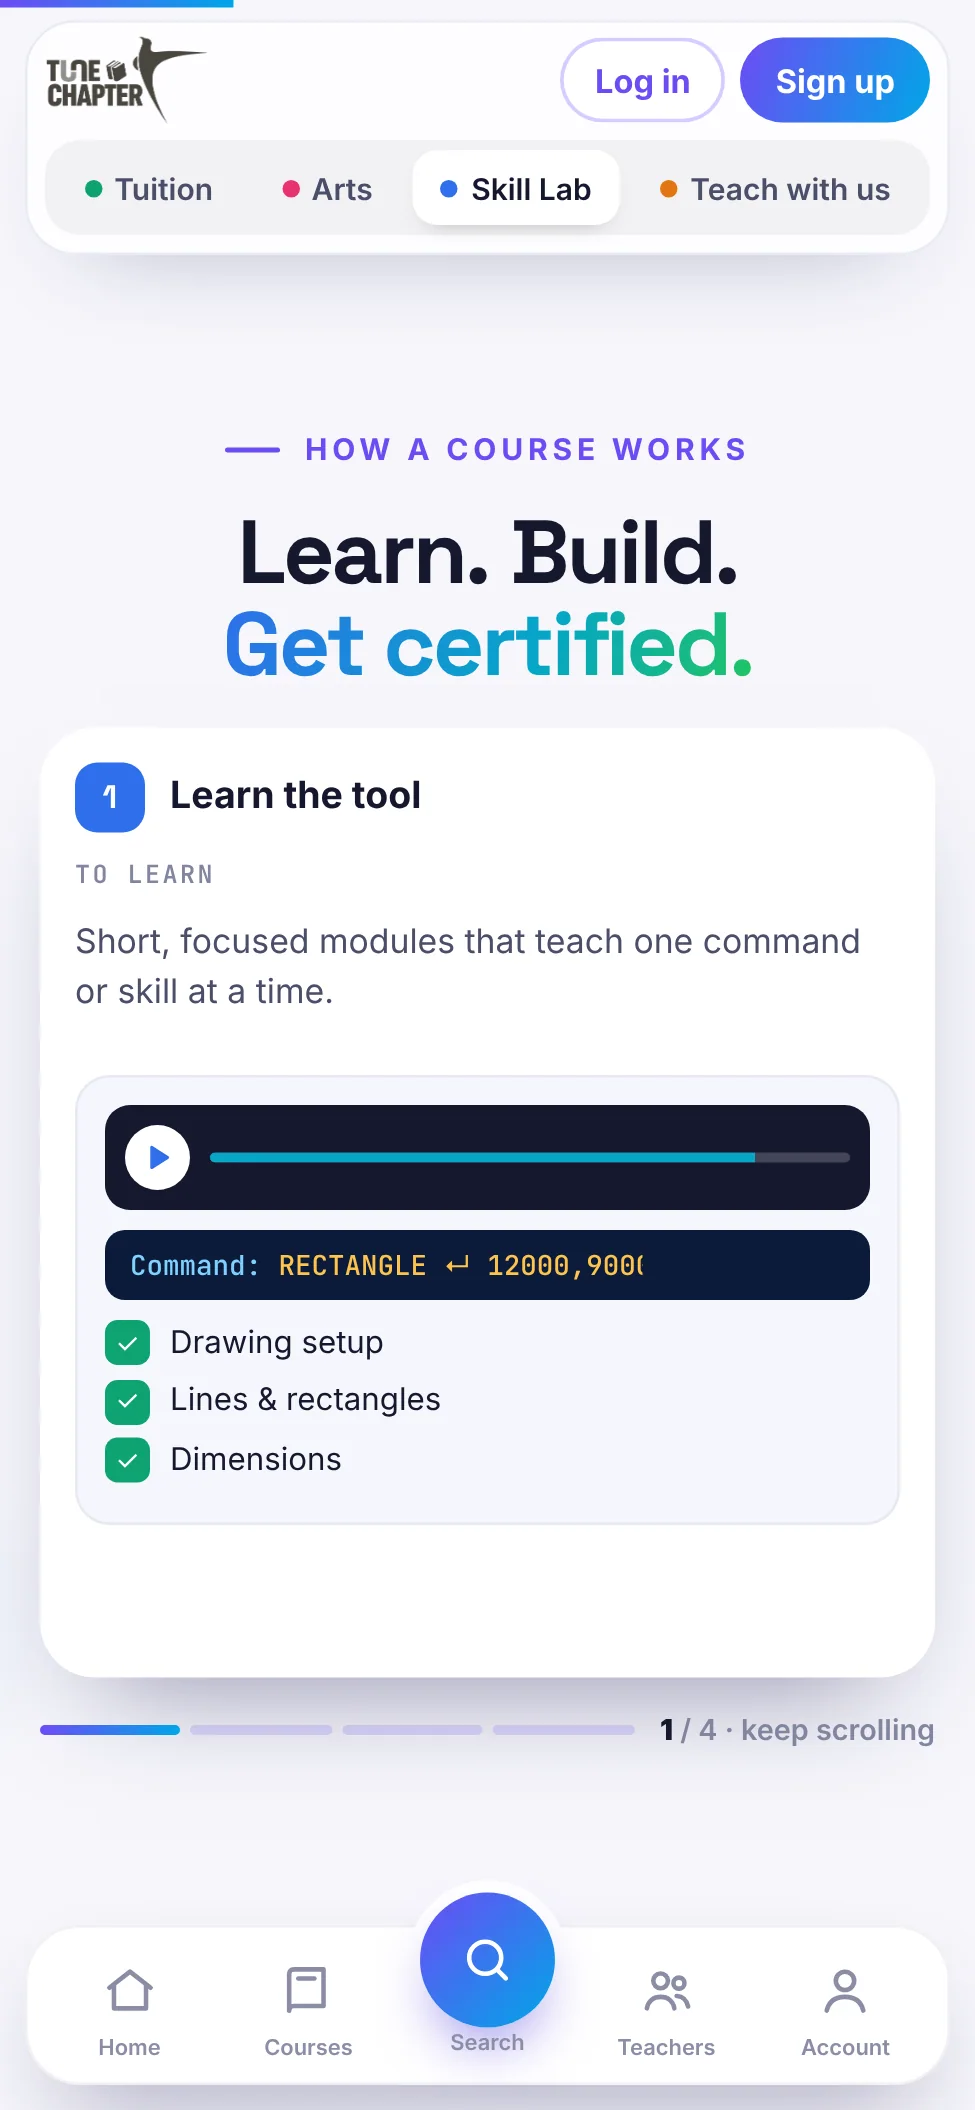 TUNE
CHAPTER
Log in
Sign up
Tuition
Arts
Skill Lab
Teach with us
HOW A COURSE WORKS
Learn. Build.
Get certified.
1
Learn the tool
TO LEARN
Short, focused modules that teach one command
or skill at a time.
Command: RECTANGLE ↵ 12000,9000
Drawing setup
Lines & rectangles
Dimensions
1 / 4 · keep scrolling
Home
Courses
Search
Teachers
Account